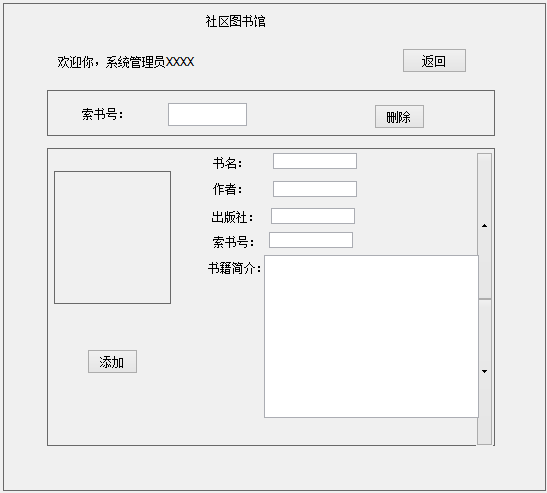 社区图书馆
欢迎你，系统管理员XXXX
返回
索书号：
删除
书名：
作者：
出版社：
索书号：
书籍简介：
添加